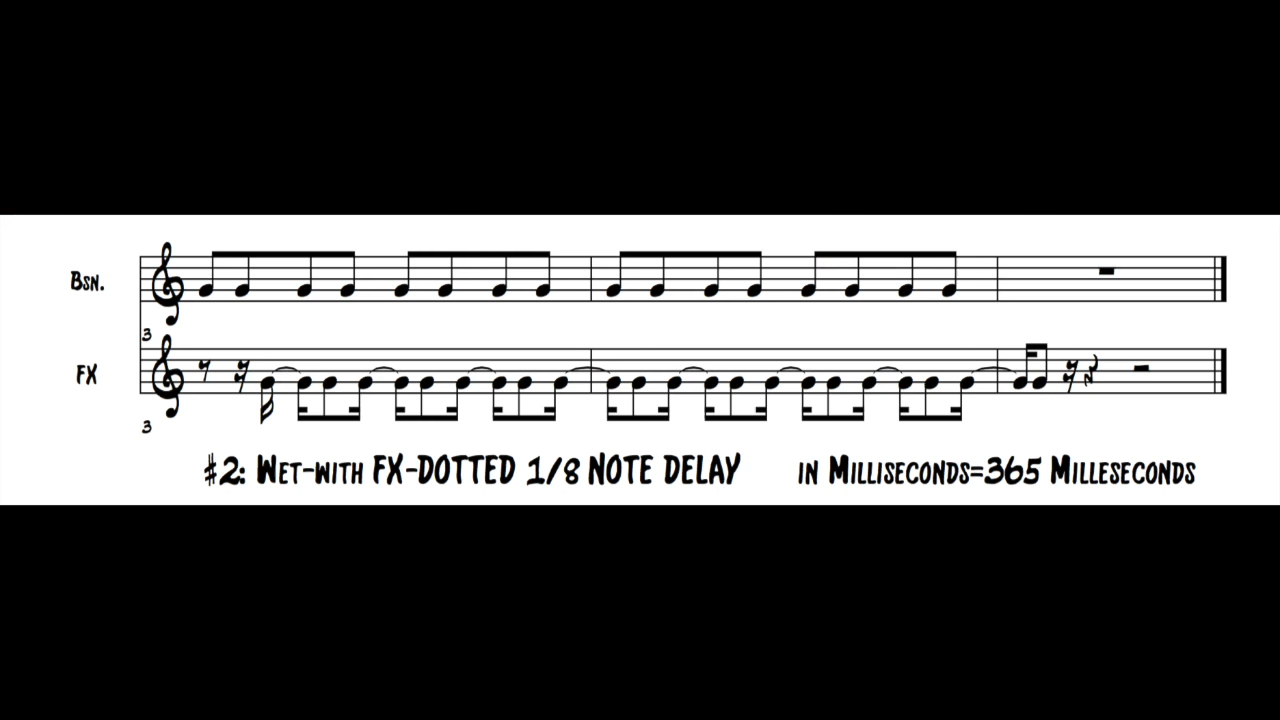 Bsn.
3
FX
3
#2: Wet-with FX-DOTTED 1/8 NOTE DELAY in Milliseconds=365 Milleseconds